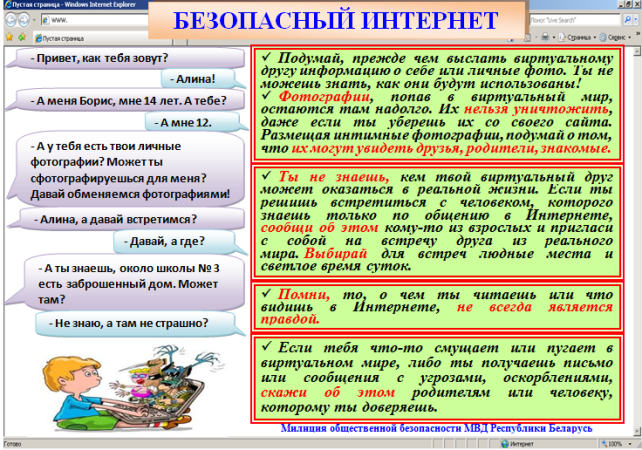 Пустая страница - Windows Internet Explorer
БЕЗОПАСНЫЙ ИНТЕРНЕТ
www.
Поиск "Live Search"
Пустая страница
Страница
Сервис
- Привет, как тебя зовут?
- Алина!
- А меня Борис, мне 14 лет. А тебе?
- А мне 12.
- А у тебя есть твои личные
фотографии? Может ты
сфотографируешься для меня?
Давай обменяемся фотографиями!
- Алина, а давай встретимся?
- Давай, а где?
- А ты знаешь, около школы № 3
есть заброшенный дом. Может
там?
- Не знаю, а там не страшно?
✓ Подумай, прежде чем выслать виртуальному
другу информацию о себе или личные фото. Ты не
можешь знать, как они будут использованы!
✓ Фотографии, попав в виртуальный мир,
остаются там надолго. Их нельзя уничтожить,
даже если ты уберешь их со своего сайта.
Размещая интимные фотографии, подумай о том,
что их могут увидеть друзья, родители, знакомые.
✓ Ты не знаешь, кем твой виртуальный друг
может оказаться в реальной жизни. Если ты
решишь встретиться с человеком, которого
знаешь только по общению в Интернете,
сообщи об этом кому-то из взрослых и пригласи
с собой на встречу друга из реального
мира. Выбирай для встреч людные места и
светлое время суток.
✓ Помни, то, о чем ты читаешь или что
видишь в Интернете, не всегда является
правдой.
✓ Если тебя что-то смущает или пугает в
виртуальном мире, либо ты получаешь письмо
или сообщения с угрозами, оскорблениями,
скажи об этом родителям или человеку,
которому ты доверяешь.
Милиция общественной безопасности МВД Республики Беларусь
Готово
Интернет
100%